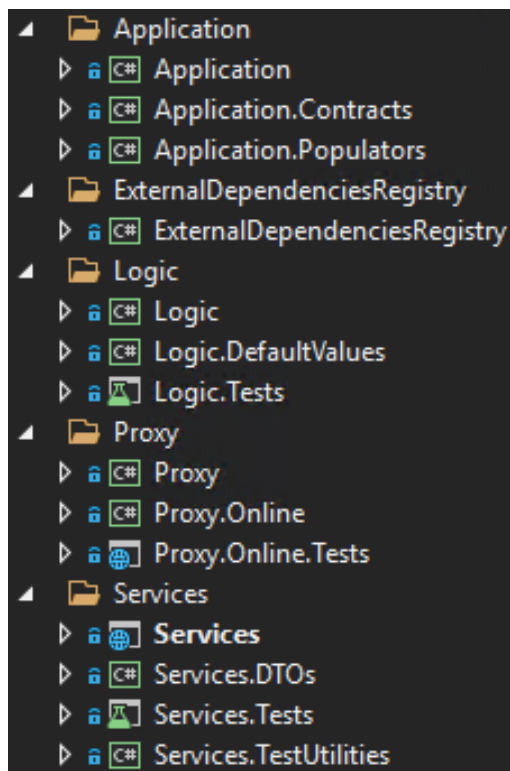 Application
C# Application
C# Application.Contracts
C# Application.Populators
ExternalDependenciesRegistry
C# ExternalDependenciesRegistry
Logic
C# Logic
C# Logic.DefaultValues
Logic.Tests
Proxy
C# Proxy
C# Proxy.Online
Proxy.Online.Tests
Services
Services
C# Services.DTOs
Services.Tests
C# Services.TestUtilities